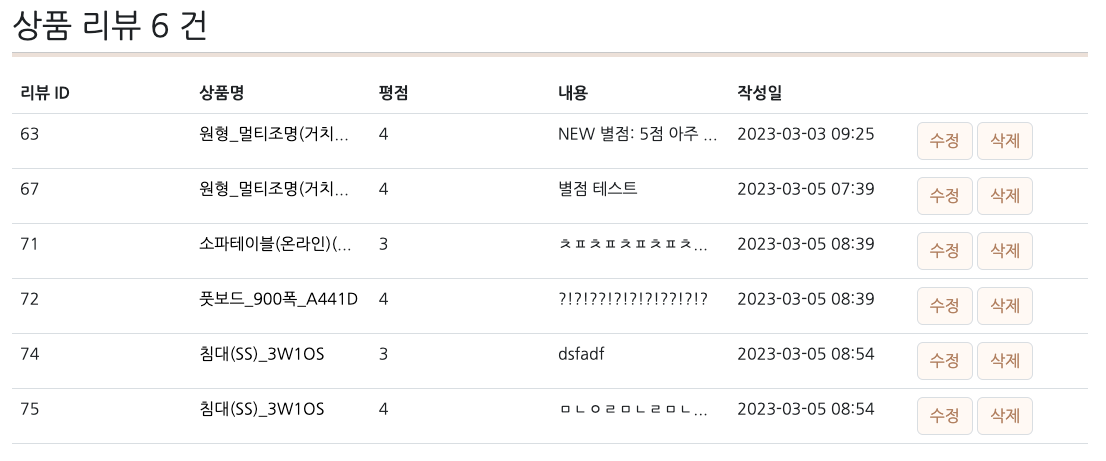 상품 리뷰 6 건
리뷰 ID 상품명 평점 내용 작성일
63 원형_멀티조명(거치... 4 NEW 별점: 5점 아주 ... 2023-03-03 09:25 수정 삭제
67 원형_멀티조명(거치... 4 별점 테스트 2023-03-05 07:39 수정 삭제
71 소파테이블(온라인)(... 3 ㅊㅍㅊㅍㅊㅍㅊㅍㅊ... 2023-03-05 08:39 수정 삭제
72 풋보드_900폭_A441D 4 ?!?!??!?!?!?!??!?!? 2023-03-05 08:39 수정 삭제
74 침대(SS)_3W1OS 3 dsfadf 2023-03-05 08:54 수정 삭제
75 침대(SS)_3W1OS 4 ㅁㄴㅇㄹㅁㄴㄹㅁㄴ... 2023-03-05 08:54 수정 삭제